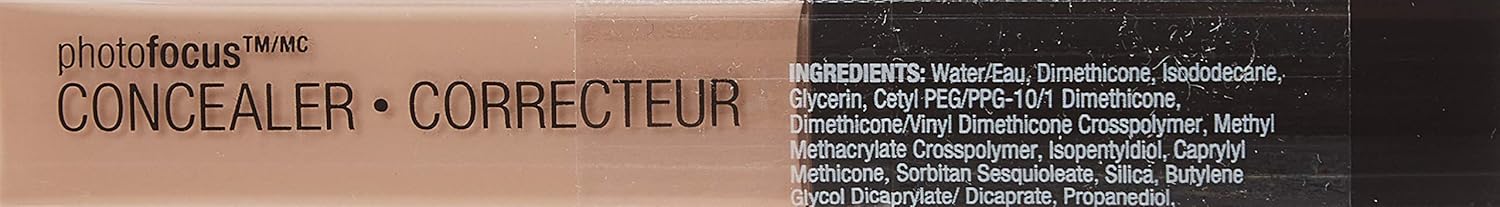 photofocus™/MC
CONCEALER • CORRECTEUR
INGREDIENTS: Water/Eau, Dimethicone, Isododecane,
Glycerin, Cetyl PEG/PPG-10/1 Dimethicone,
Dimethicone/Vinyl Dimethicone Crosspolymer, Methyl
Methacrylate Crosspolymer, Isopentyldiol, Caprylyl
Methicone, Sorbitan Sesquioleate, Silica, Butylene
Glycol Dicaprylate/ Dicaprate, Propanediol,